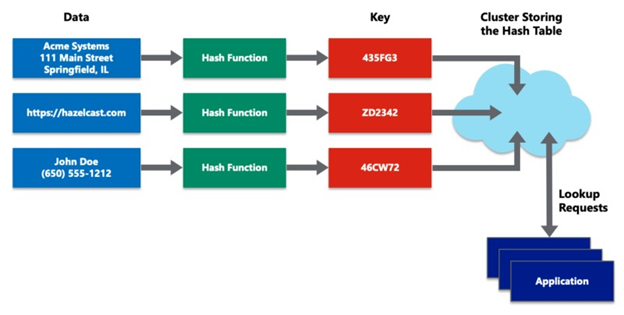 Data
Key
Cluster Storing
the Hash Table
Acme Systems
111 Main Street
Springfield, IL
Hash Function
435FG3
https://hazelcast.com
Hash Function
ZD2342
John Doe
(650) 555-1212
Hash Function
46CW72
Lookup
Requests
Application